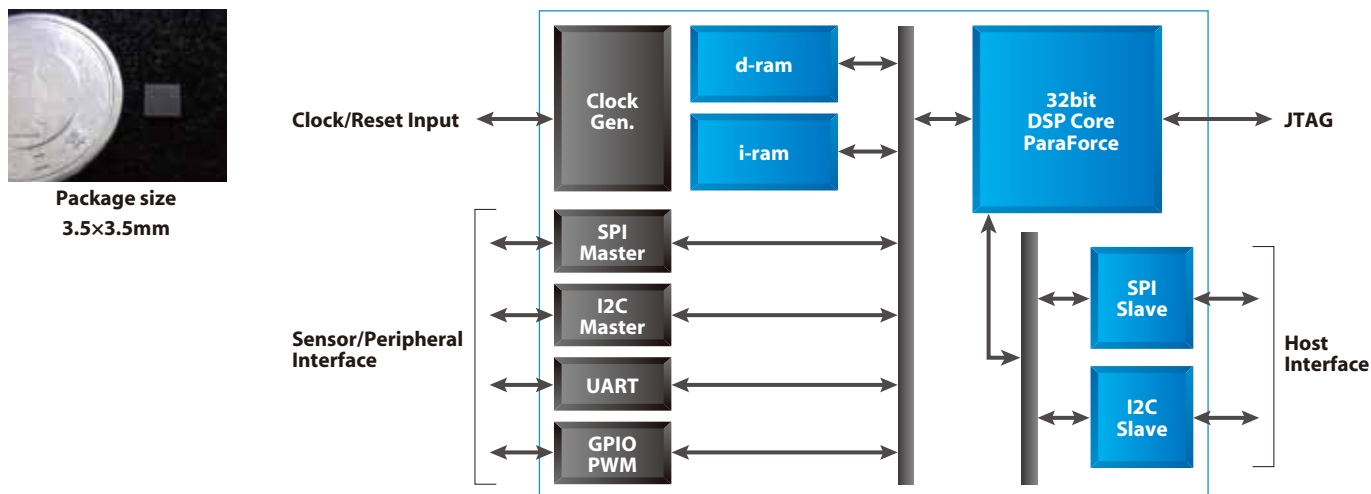 Package size
3.5×3.5mm
Clock/Reset Input
Clock
Gen.
d-ram
i-ram
32bit
DSP Core
ParaForce
JTAG
Sensor/Peripheral
Interface
SPI
Master
I2C
Master
UART
GPIO
PWM
SPI
Slave
I2C
Slave
Host
Interface